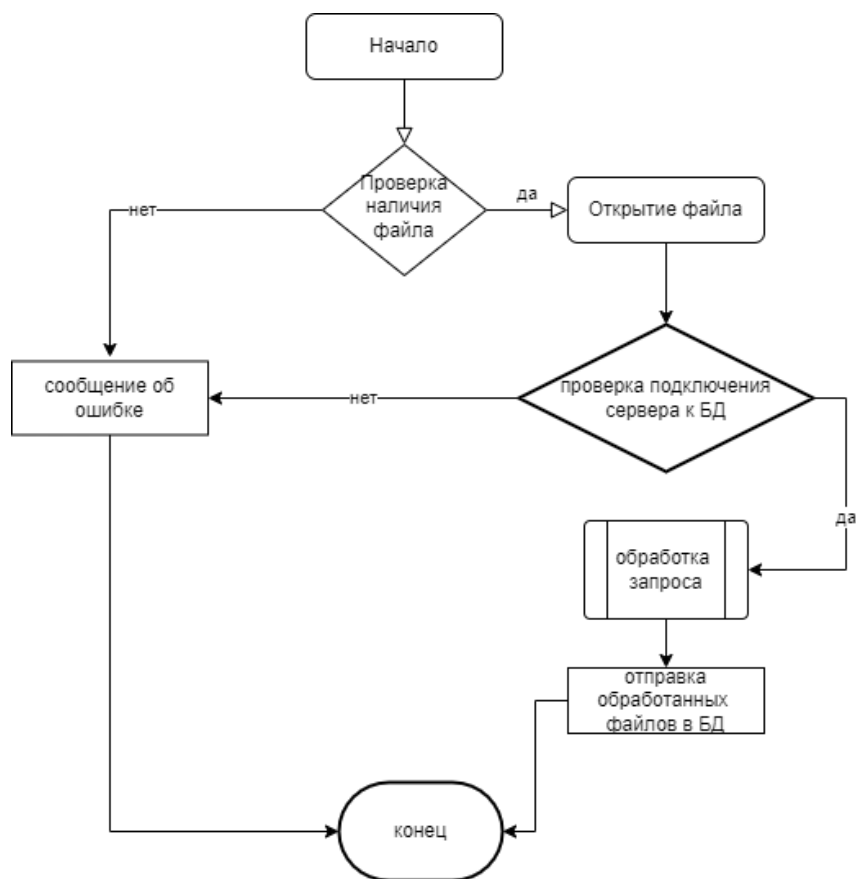 Начало
Проверка
наличия
файла
нет
да
Открытие файла
сообщение об
ошибке
нет
проверка подключения
сервера к БД
да
обработка
запроса
отправка
обработанных
файлов в БД
конец